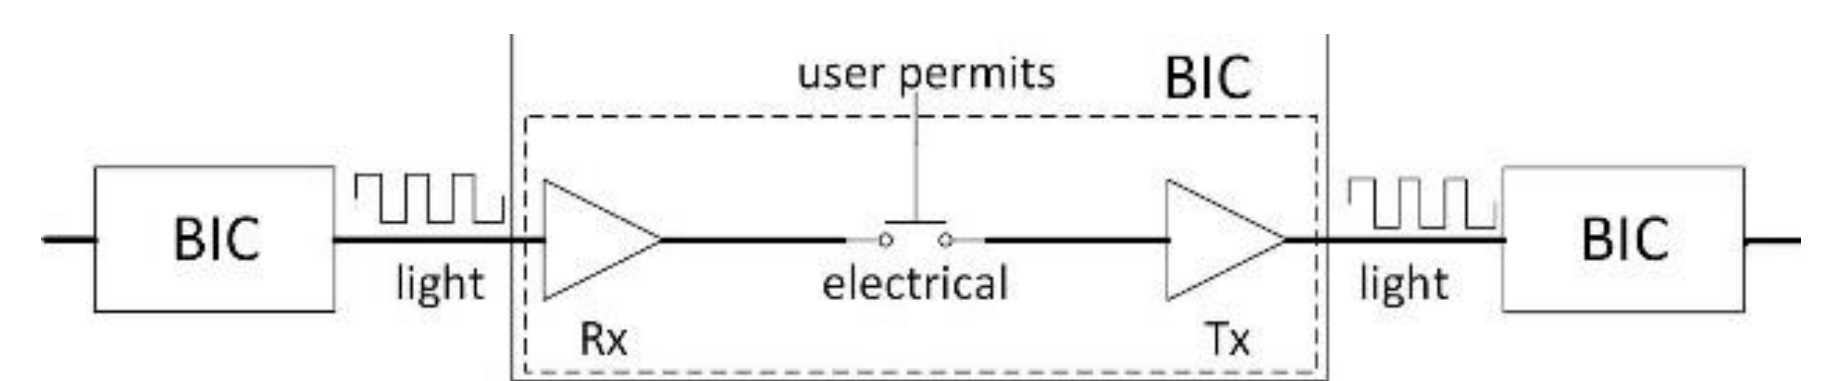 user permits
BIC
BIC
light
electrical
light
BIC
Rx
Tx